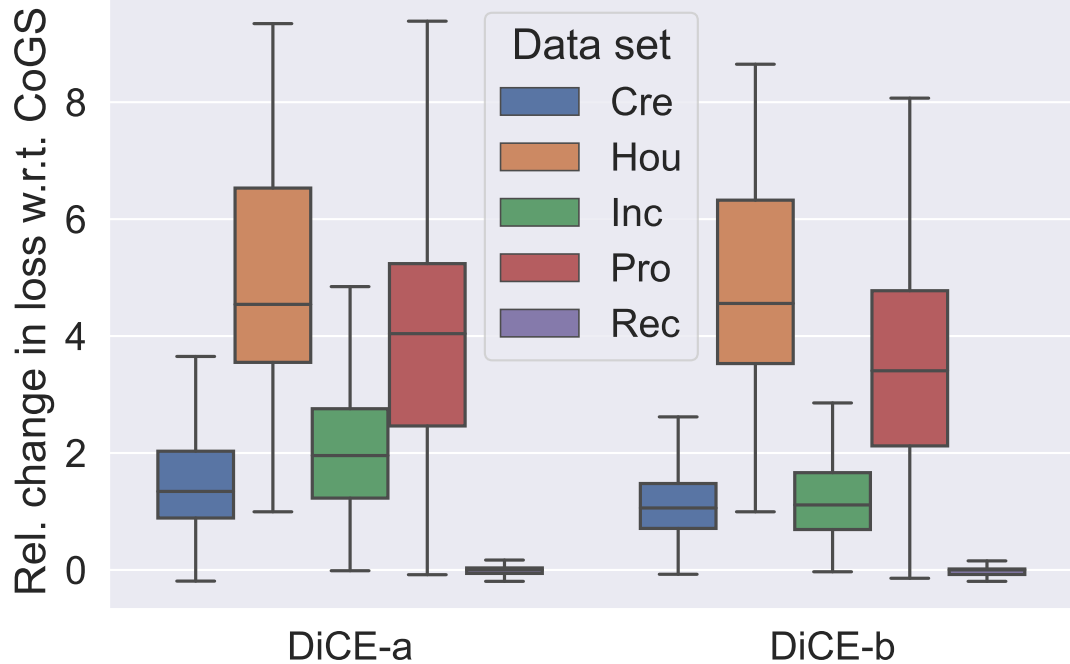 Rel. change in loss w.r.t. CoGS
8
6
4
2
0
Data set
Cre
Hou
Inc
Pro
Rec
DiCE-a
DiCE-b